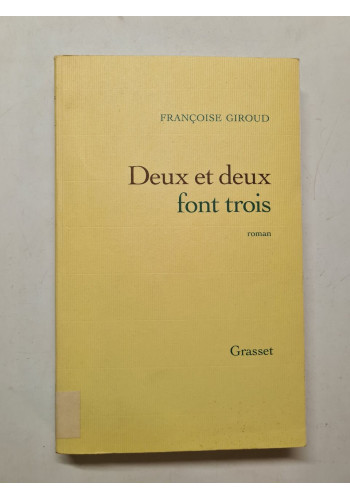 FRANÇOISE GIROUD
Deux et deux
font trois
roman
Grasset